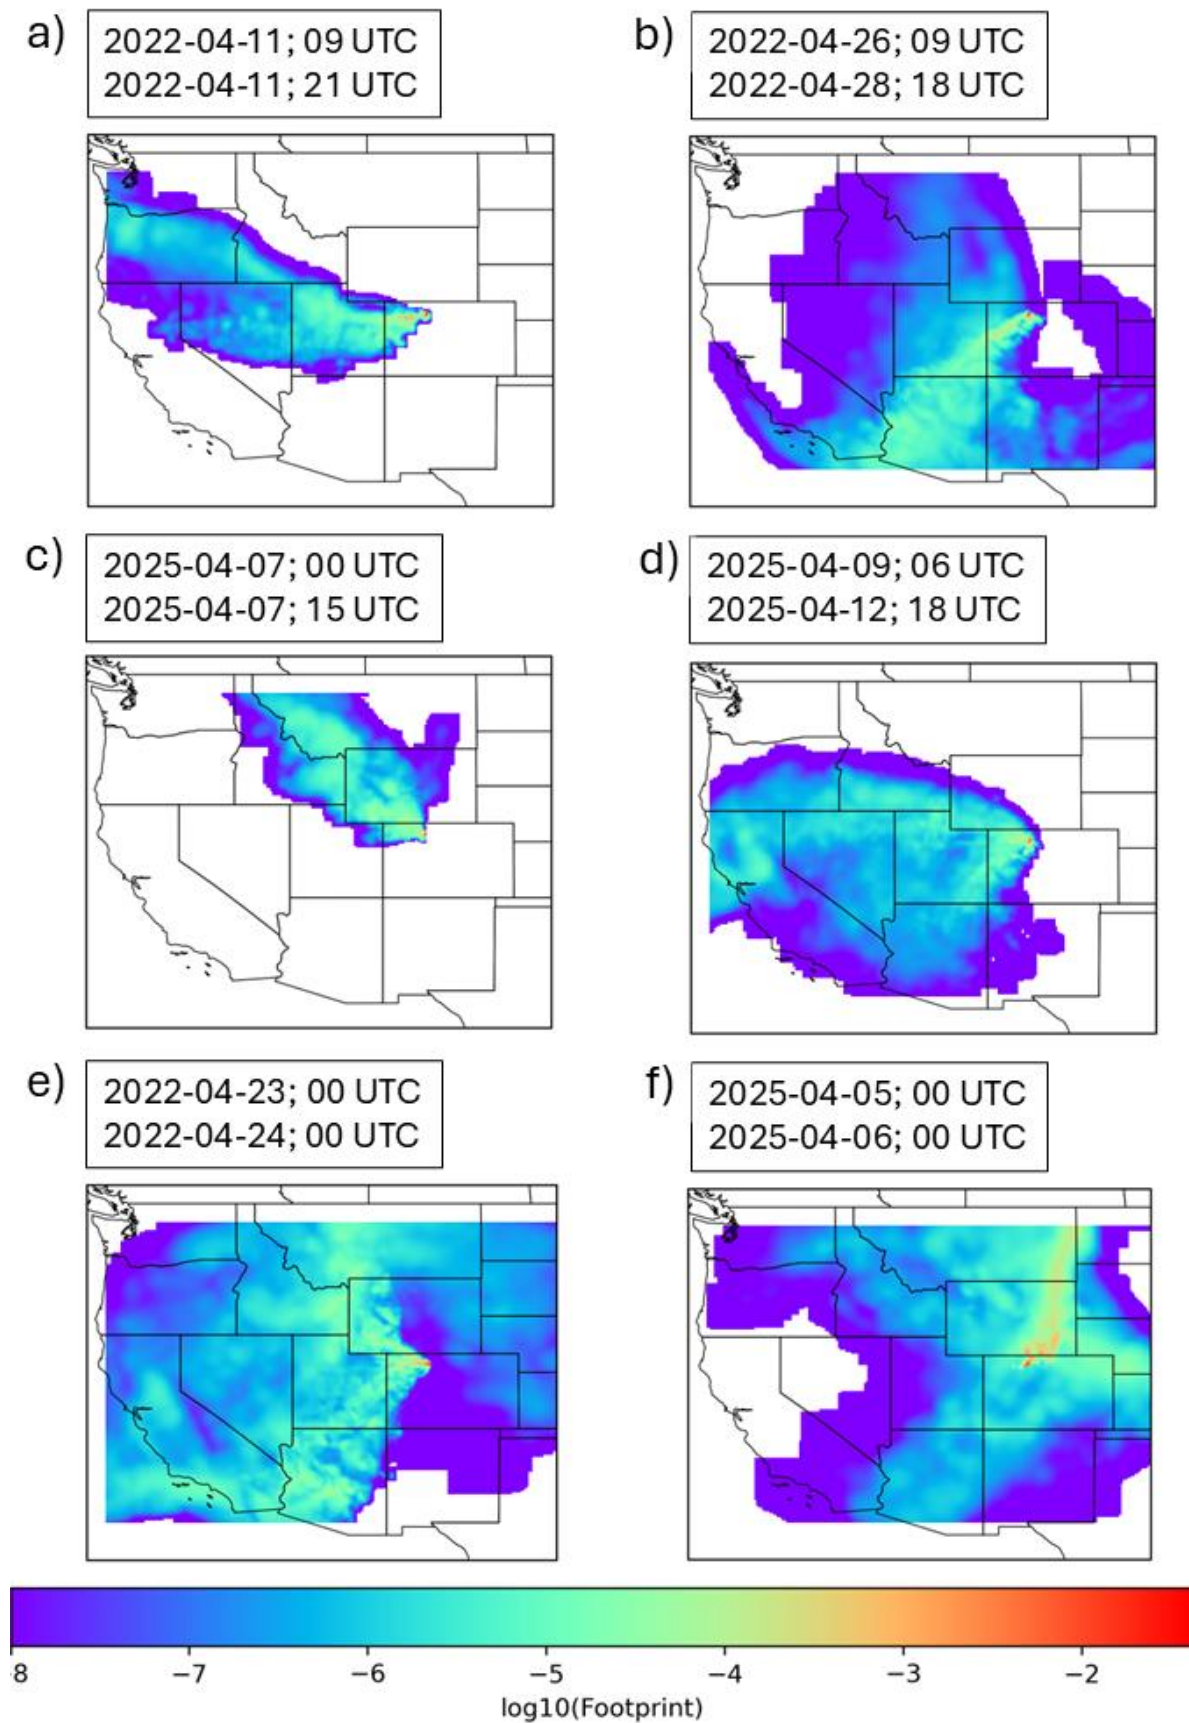 a)
2022-04-11; 09 UTC
2022-04-11; 21 UTC
b)
2022-04-26; 09 UTC
2022-04-28; 18 UTC
c)
2025-04-07; 00 UTC
2025-04-07; 15 UTC
d)
2025-04-09; 06 UTC
2025-04-12; 18 UTC
e)
2022-04-23; 00 UTC
2022-04-24; 00 UTC
f)
2025-04-05; 00 UTC
2025-04-06; 00 UTC
8 −7 −6 −5 −4 −3 −2
log10(Footprint)